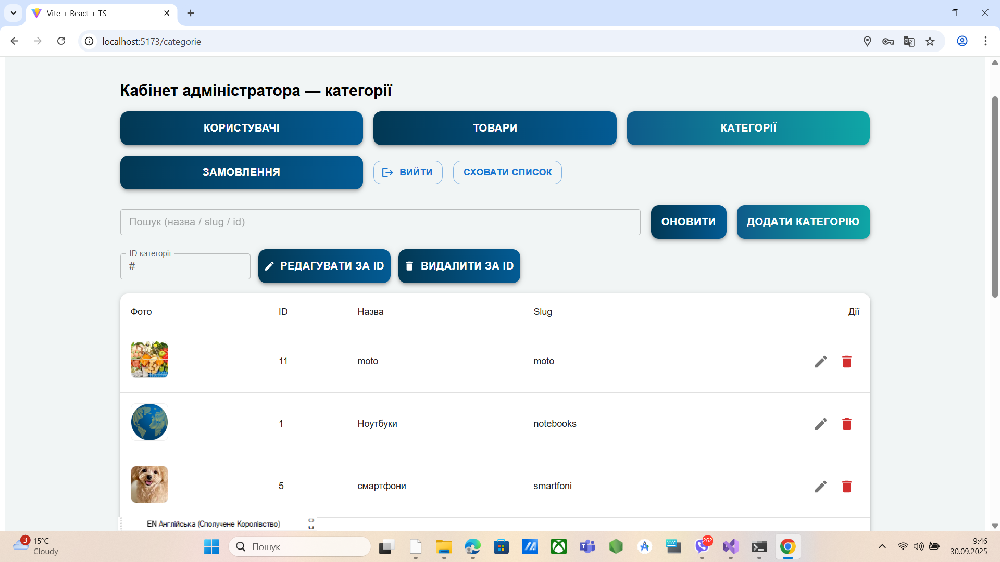 Vite + React + TS
localhost:5173/categorie
Кабінет адміністратора — категорії
КОРИСТУВАЧІ
ТОВАРИ
КАТЕГОРІЇ
ЗАМОВЛЕННЯ
ВИЙТИ
СХОВАТИ СПИСОК
Пошук (назва / slug / id)
ОНОВИТИ
ДОДАТИ КАТЕГОРІЮ
ID категорії
#
РЕДАГУВАТИ ЗА ID
ВИДАЛИТИ ЗА ID
Фото ID Назва Slug Дії
11 moto moto
1 Ноутбуки notebooks
5 смартфони smartfoni
EN Англійська (Сполучене Королівство)
3
15°C
Cloudy
Пошук
262
9:46
30.09.2025